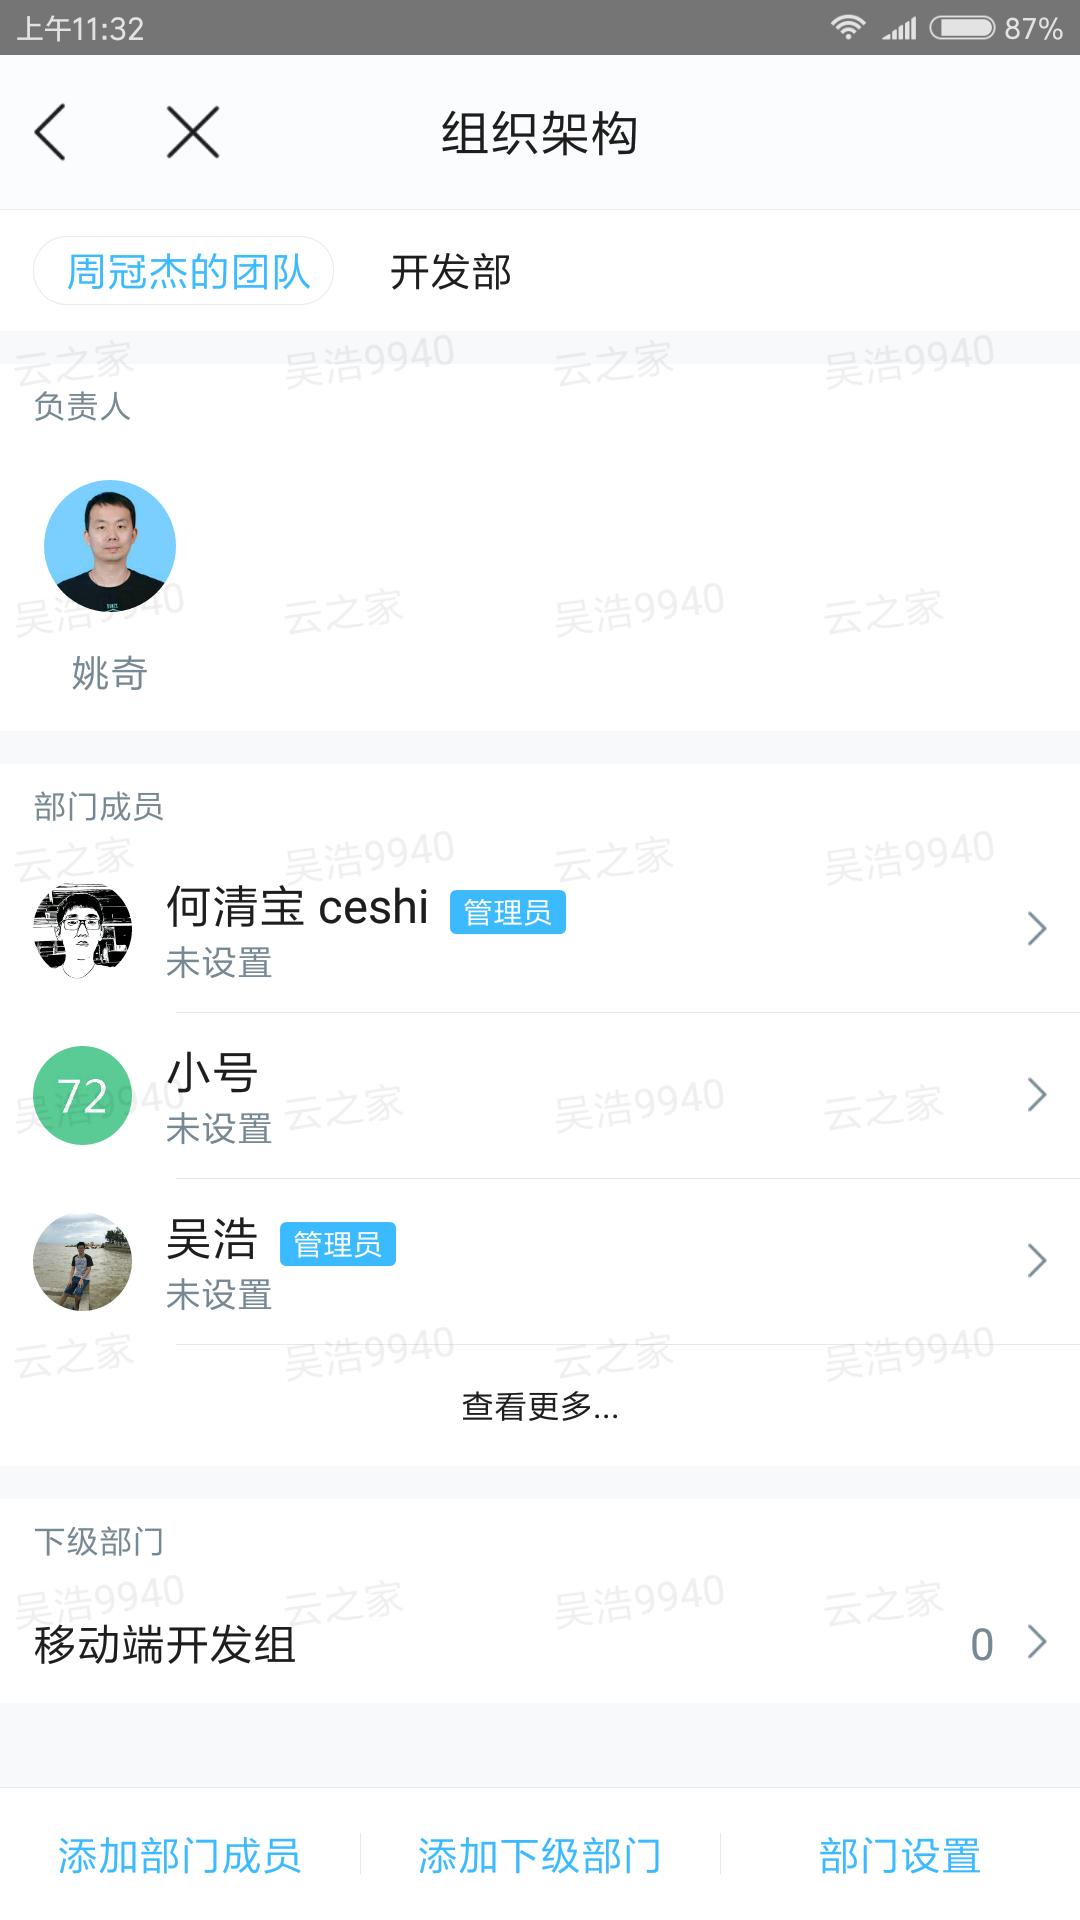 上午11:32 87%
组织架构
周冠杰的团队 开发部
云之家 吴浩9940 云之家 吴浩9940
负责人
吴浩9940 云之家 吴浩9940 云之家
姚奇
部门成员
云之家 吴浩9940 云之家 吴浩9940
何清宝 ceshi 管理员
未设置
72 小号
吴浩9940 云之家 吴浩9940 云之家
未设置
吴浩 管理员
未设置
云之家 吴浩9940 云之家 吴浩9940
查看更多...
下级部门
吴浩9940 云之家 吴浩9940 云之家
移动端开发组 0
添加部门成员 添加下级部门 部门设置